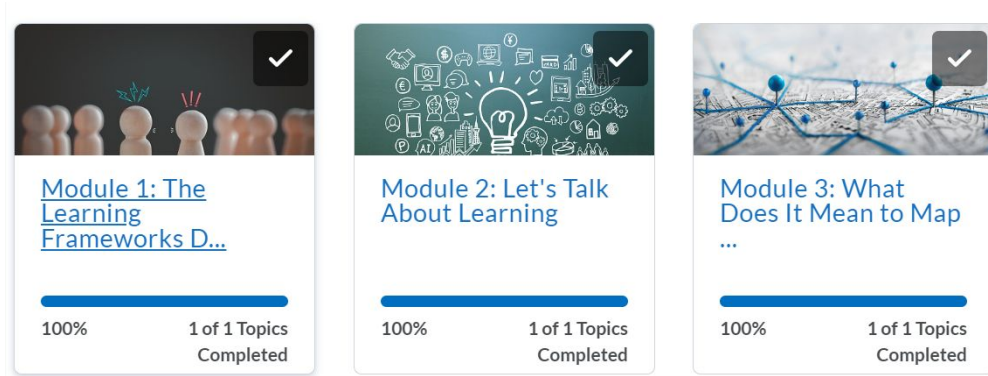 Module 1: The
Learning
Frameworks D...
100%
1 of 1 Topics
Completed
Module 2: Let's Talk
About Learning
100%
1 of 1 Topics
Completed
Module 3: What
Does It Mean to Map
...
100%
1 of 1 Topics
Completed
AI